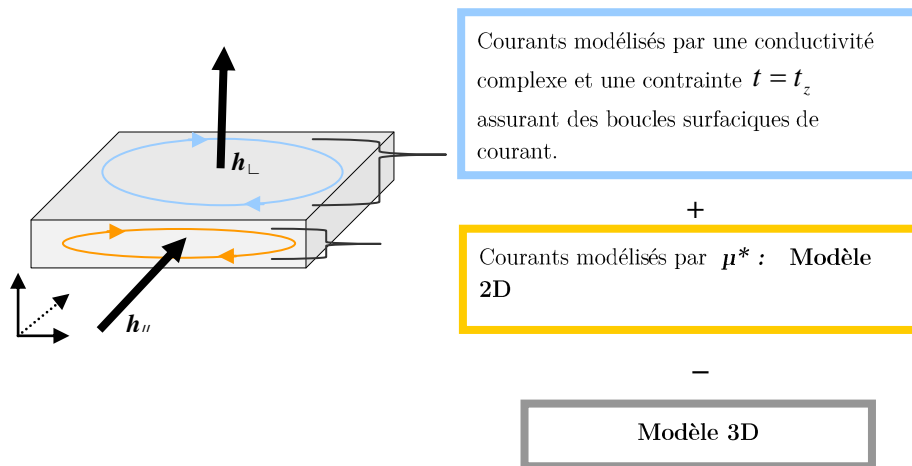 Courants modélisés par une conductivité
complexe et une contrainte t = t_z
assurant des boucles surfaciques de
courant.
+
h∟
Courants modélisés par µ* : Modèle
2D
h//
–
Modèle 3D